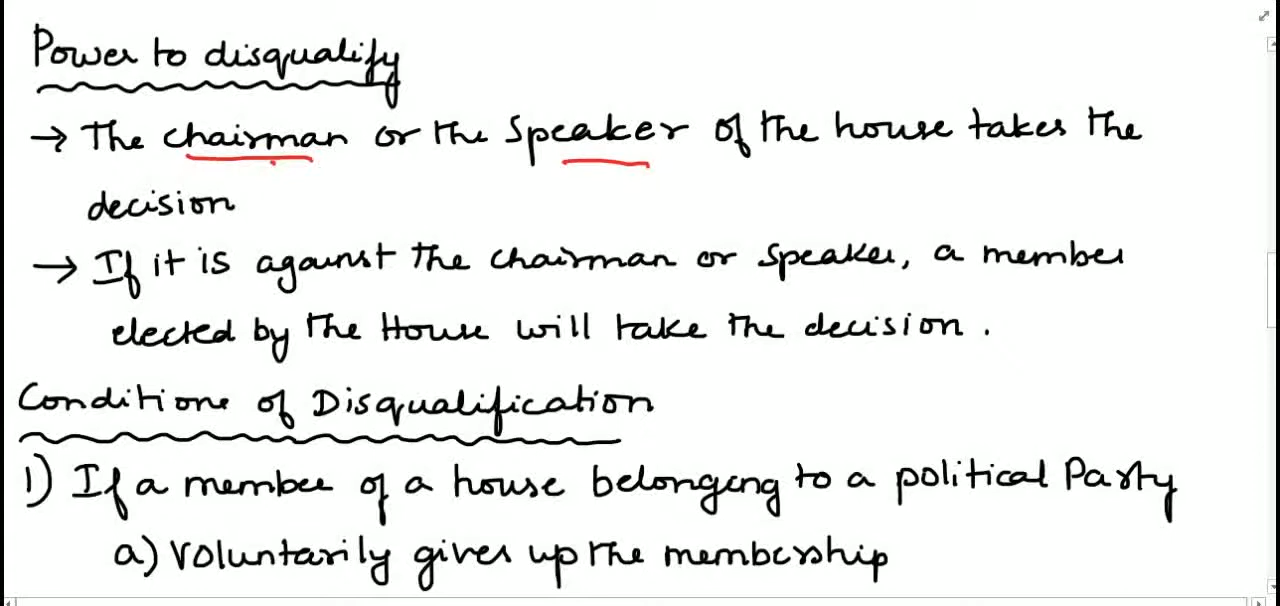 Power to disqualify
→ The chairman or the Speaker of the house takes the
decision
→ If it is against the chairman or speaker, a member
elected by the House will take the decision.
Conditions of Disqualification
1) If a member of a house belonging to a political Party
a) Voluntarily gives up the membership